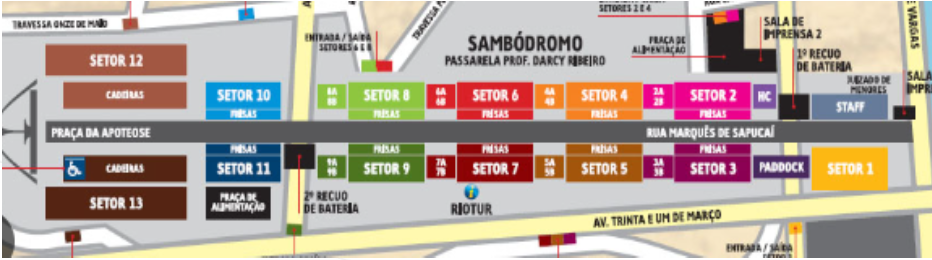 TRAVESSA ONZE DE MAIO
SETORES 2 E 4
ENTRADA / SAÍDA
SETORES 6 E 8
SAMBÓDROMO
PASSARELA PROF. DARCY RIBEIRO
PRAÇA DE
ALIMENTAÇÃO
SALA DE
IMPRENSA 2
1º RECUO
DE BATERIA
JUIZADO DE
MENORES
SALA
SETOR 12
CADEIRAS
SETOR 10
FRISAS
8A
8B
SETOR 8
FRISAS
6A
6B
SETOR 6
FRISAS
4A
4B
SETOR 4
FRISAS
2A
2B
SETOR 2
FRISAS
HC
STAFF
PRAÇA DA APOTEOSE
RUA MARQUÊS DE SAPUCAÍ
CADEIRAS
SETOR 13
FRISAS
SETOR 11
PRAÇA DE
ALIMENTAÇÃO
2º RECUO
DE BATERIA
9A
9B
FRISAS
SETOR 9
7A
7B
FRISAS
SETOR 7
5A
5B
FRISAS
SETOR 5
3A
3B
FRISAS
SETOR 3
PADDOCK
SETOR 1
i
RIOTUR
AV. TRINTA E UM DE MARÇO
ENTRADA / SAÍDA
E VARGAS